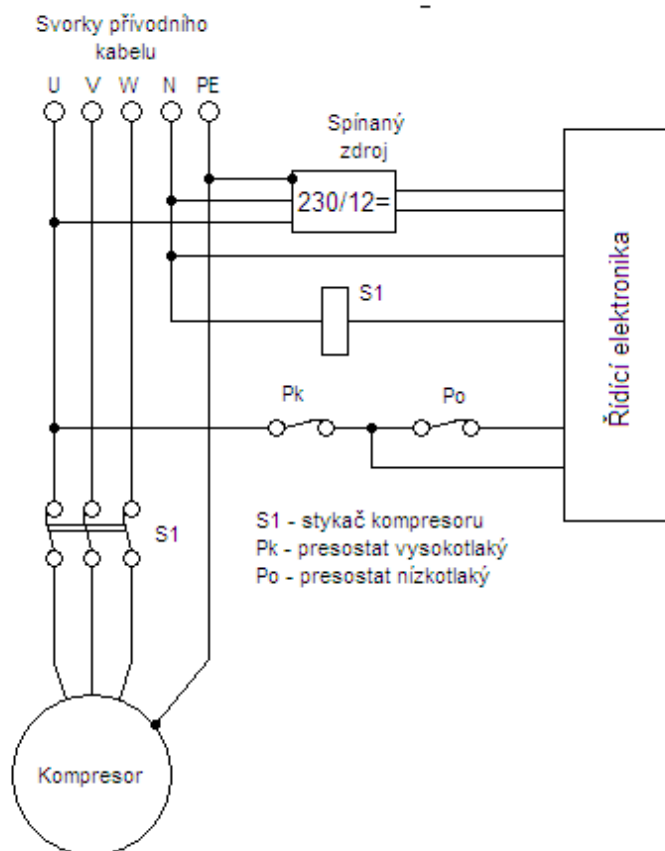 Svorky přívodního
kabelu
U V W N PE
Spínaný
zdroj
230/12=
S1
Řídící elektronika
Pk
Po
S1
S1 - stykač kompresoru
Pk - presostat vysokotlaký
Po - presostat nízkotlaký
Kompresor